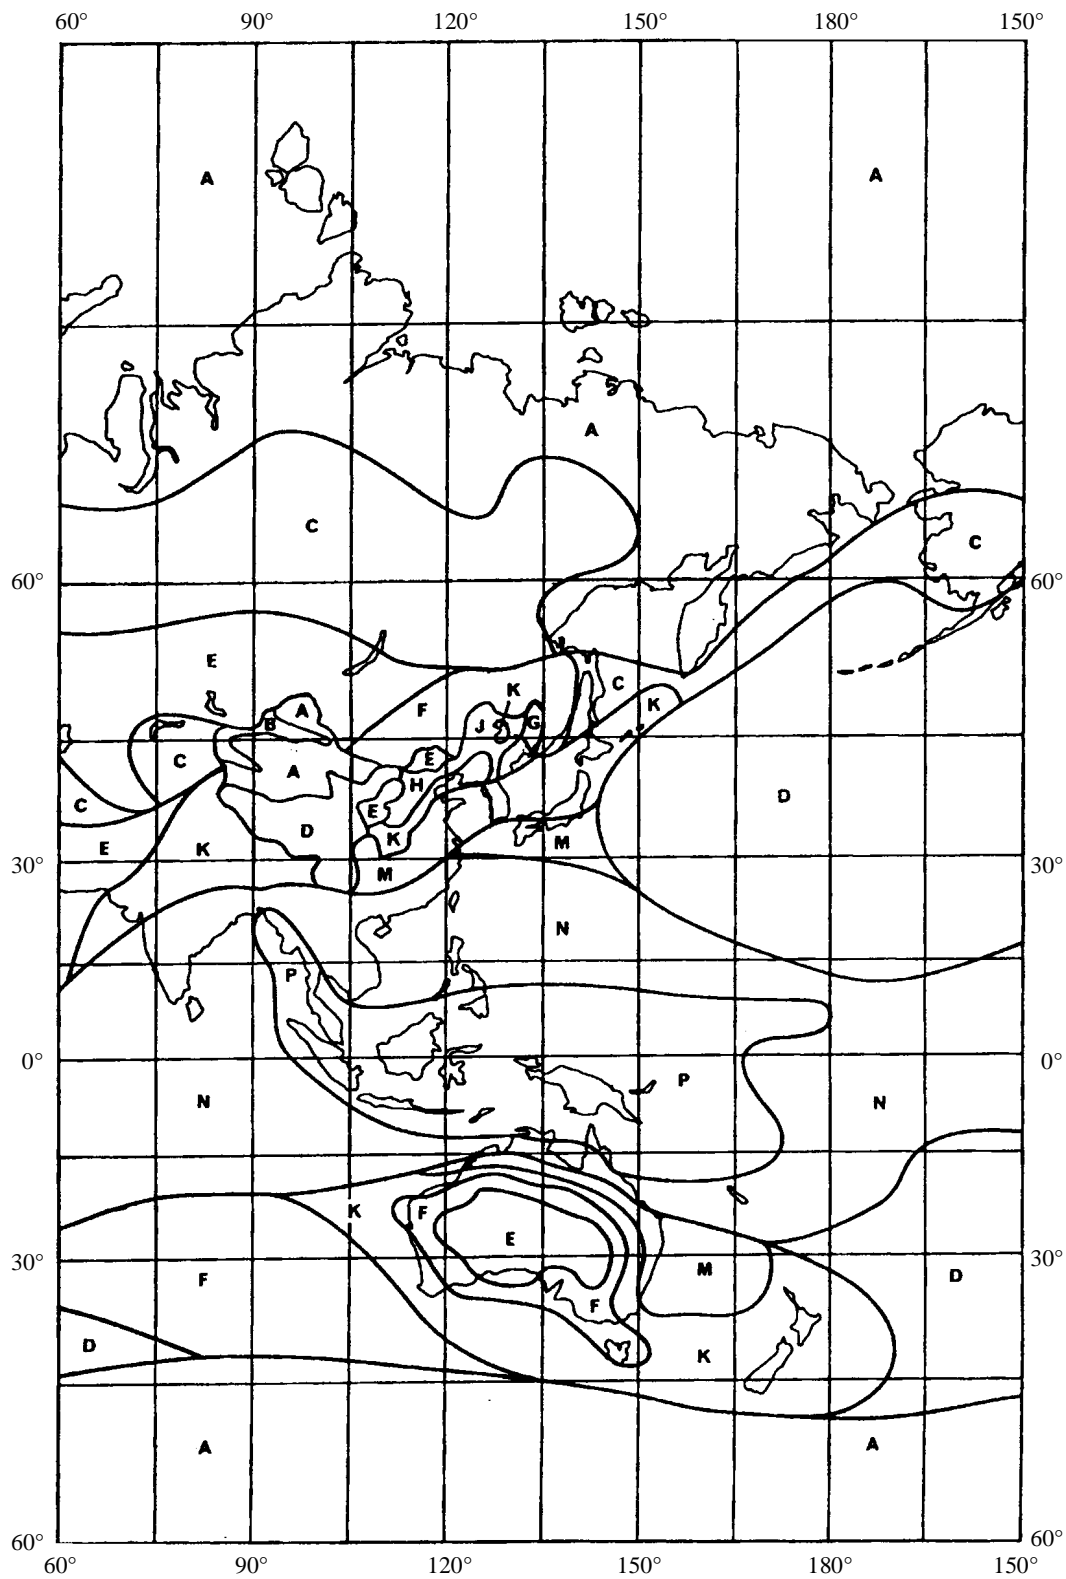 60° 90° 120° 150° 180° 150°
A A
A
C
C
60° 60°
E
C
K
A K
B F J G
E
C A
H
C D
E
D K
E K M
30° 30°
M
N
P
0° 0°
P
N N
K F
E
M
30° 30°
F D
F
D K
A A
60° 60°
60° 90° 120° 150° 180° 150°